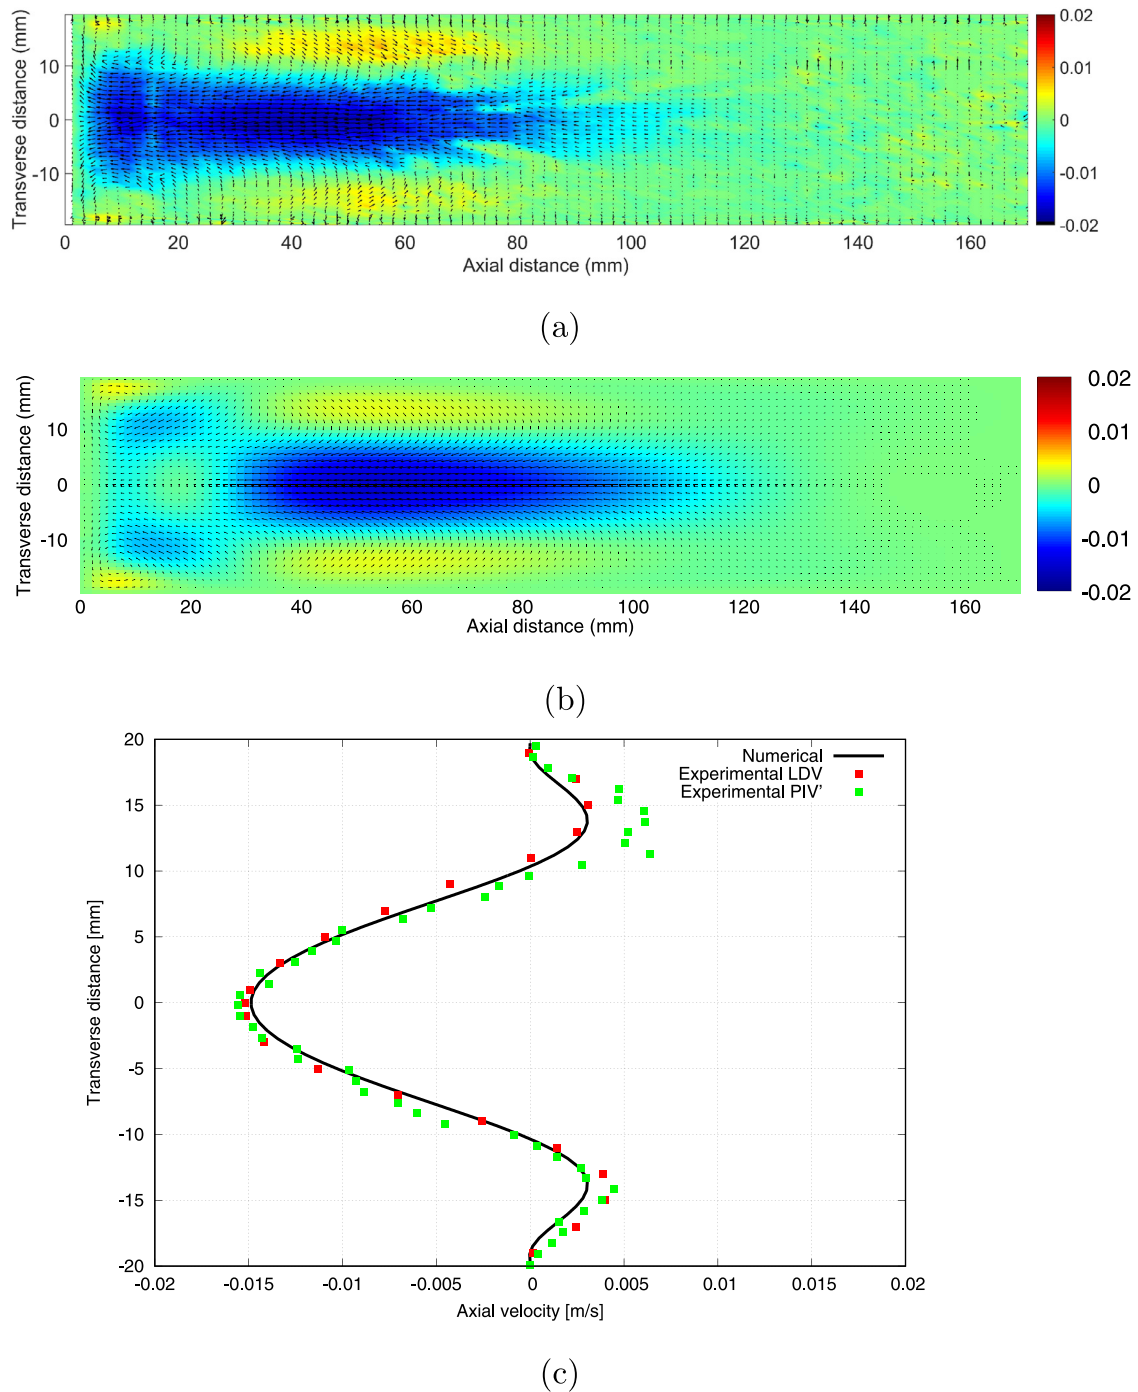 Transverse distance (mm)
10
0
-10
0 20 40 60 80 100 120 140 160
Axial distance (mm)
0.02
0.01
0
-0.01
-0.02
(a)
Transverse distance (mm)
10
0
-10
0 20 40 60 80 100 120 140 160
Axial distance (mm)
0.02
0.01
0
-0.01
-0.02
(b)
Transverse distance [mm]
20
15
10
5
0
-5
-10
-15
-20
Numerical
Experimental LDV
Experimental PIV'
-0.02 -0.015 -0.01 -0.005 0 0.005 0.01 0.015 0.02
Axial velocity [m/s]
(c)